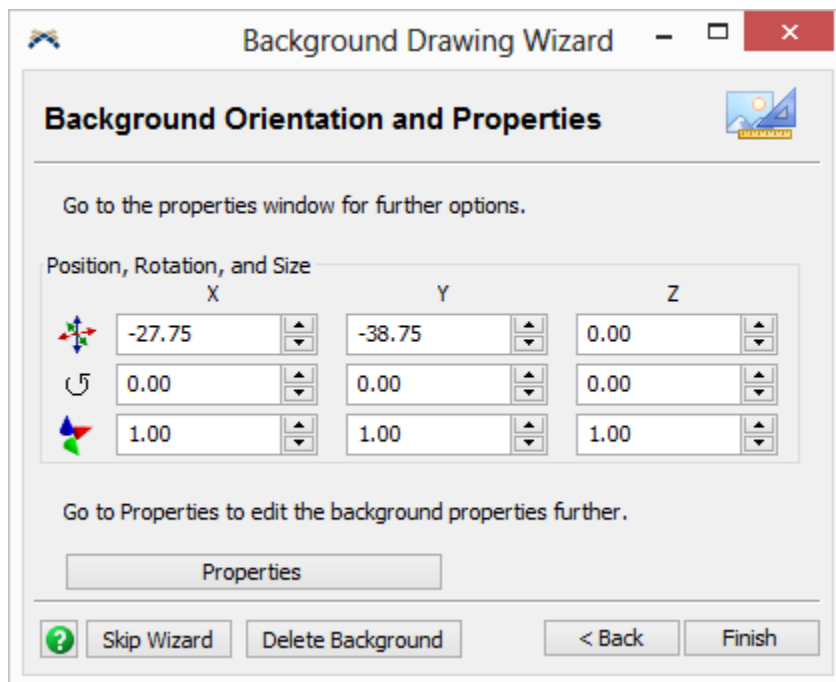 Background Drawing Wizard
Background Orientation and Properties
Go to the properties window for further options.
Position, Rotation, and Size
X Y Z
-27.75 -38.75 0.00
0.00 0.00 0.00
1.00 1.00 1.00
Go to Properties to edit the background properties further.
Properties
? Skip Wizard Delete Background < Back Finish